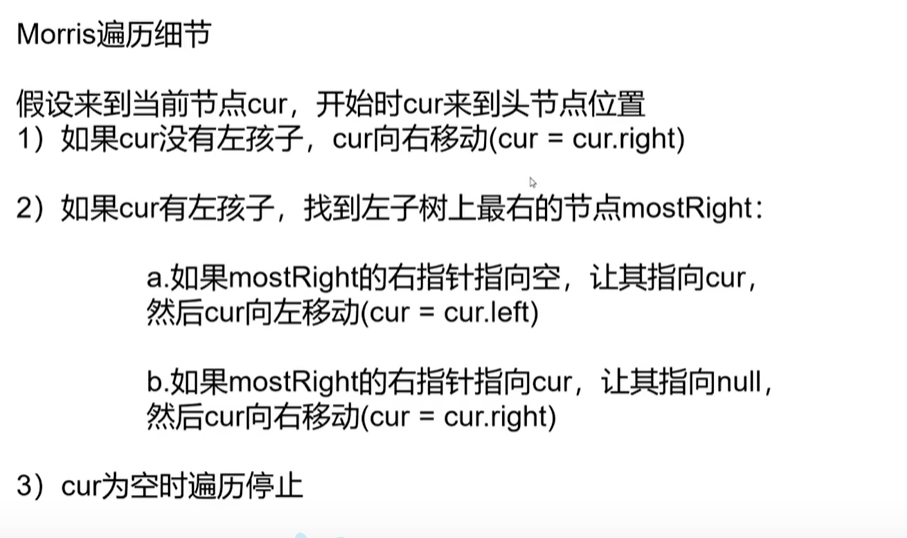 Morris遍历细节
假设来到当前节点cur，开始时cur来到头节点位置
1）如果cur没有左孩子，cur向右移动(cur = cur.right)
2）如果cur有左孩子，找到左子树上最右的节点mostRight：
a.如果mostRight的右指针指向空，让其指向cur，
然后cur向左移动(cur = cur.left)
b.如果mostRight的右指针指向cur，让其指向null，
然后cur向右移动(cur = cur.right)
3）cur为空时遍历停止